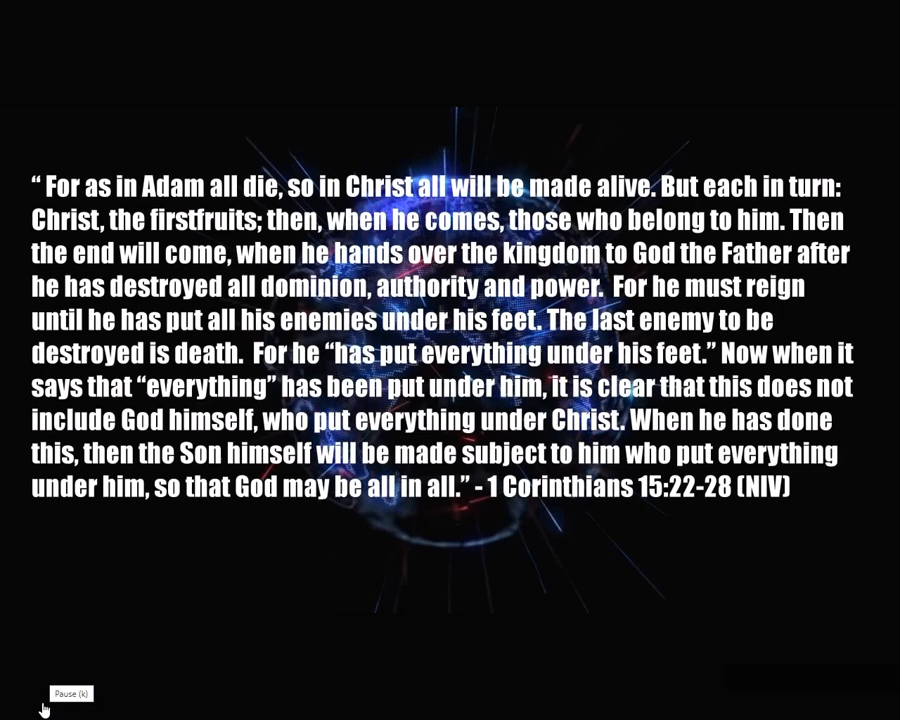 “ For as in Adam all die, so in Christ all will be made alive. But each in turn:
Christ, the firstfruits; then, when he comes, those who belong to him. Then
the end will come, when he hands over the kingdom to God the Father after
he has destroyed all dominion, authority and power.  For he must reign
until he has put all his enemies under his feet. The last enemy to be
destroyed is death.  For he “has put everything under his feet.” Now when it
says that “everything” has been put under him, it is clear that this does not
include God himself, who put everything under Christ. When he has done
this, then the Son himself will be made subject to him who put everything
under him, so that God may be all in all.” - 1 Corinthians 15:22-28 (NIV)
Pause (k)